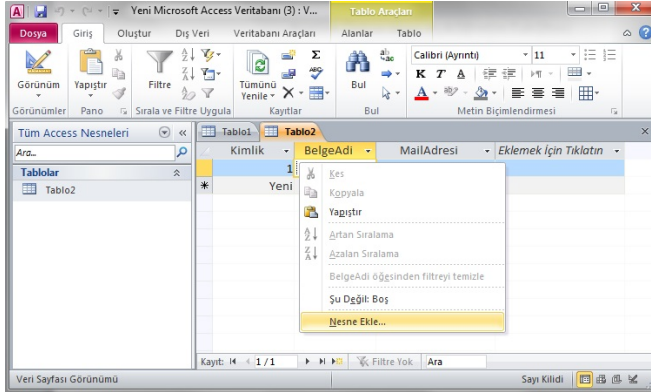 Yeni Microsoft Access Veritabanı (3) : V...
Tablo Araçları
Dosya Giriş Oluştur Dış Veri Veritabanı Araçları Alanlar Tablo
Görünüm
Yapıştır
Filtre
Tümünü Yenile
Bul
Calibri (Ayrıntı) 11
K T A
Görünümler Pano Sırala ve Filtre Uygula Kayıtlar Bul Metin Biçimlendirmesi
Tüm Access Nesneleri
Ara...
Tablolar
Tablo2
Tablo1 Tablo2
Kimlik BelgeAdi MailAdresi Eklemek İçin Tıklatın
1
Yeni
Kes
Kopyala
Yapıştır
Artan Sıralama
Azalan Sıralama
BelgeAdi öğesinden filtreyi temizle
Şu Değil: Boş
Nesne Ekle...
Kayıt: 1 / 1 Filtre Yok Ara
Veri Sayfası Görünümü Sayı Kilidi